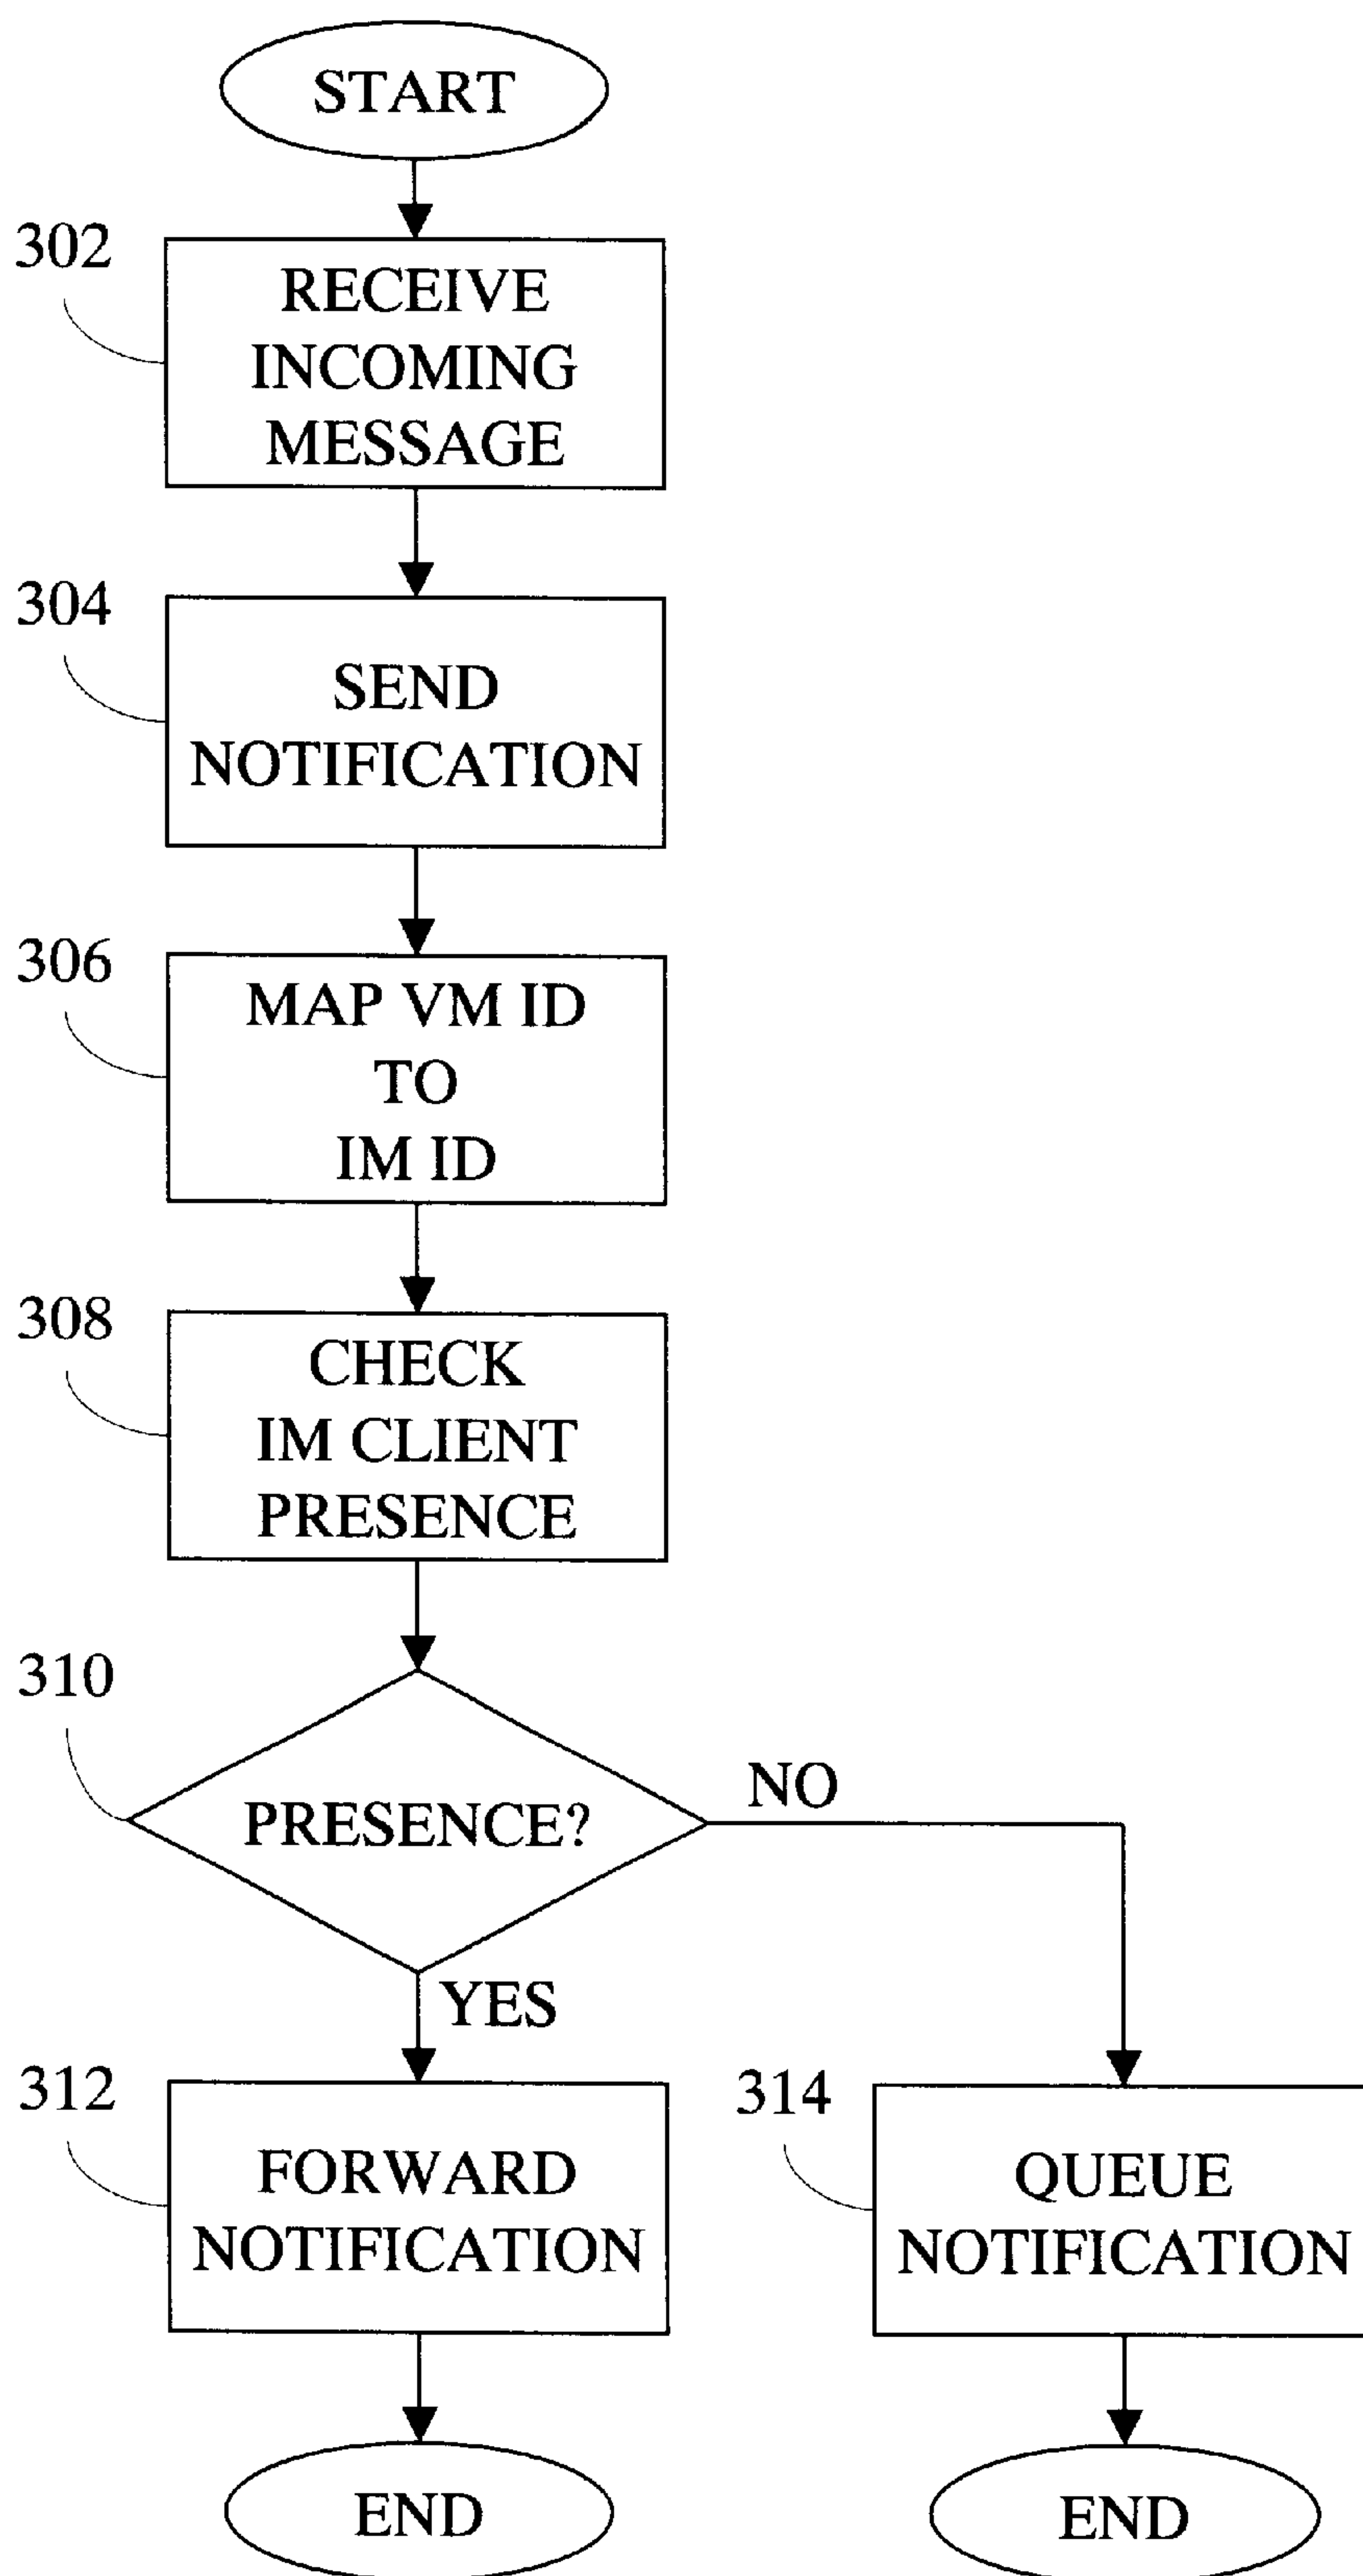 START
302
RECEIVE
INCOMING
MESSAGE
304
SEND
NOTIFICATION
306
MAP VM ID
TO
IM ID
308
CHECK
IM CLIENT
PRESENCE
310
PRESENCE?
NO
YES
312
FORWARD
NOTIFICATION
314
QUEUE
NOTIFICATION
END
END